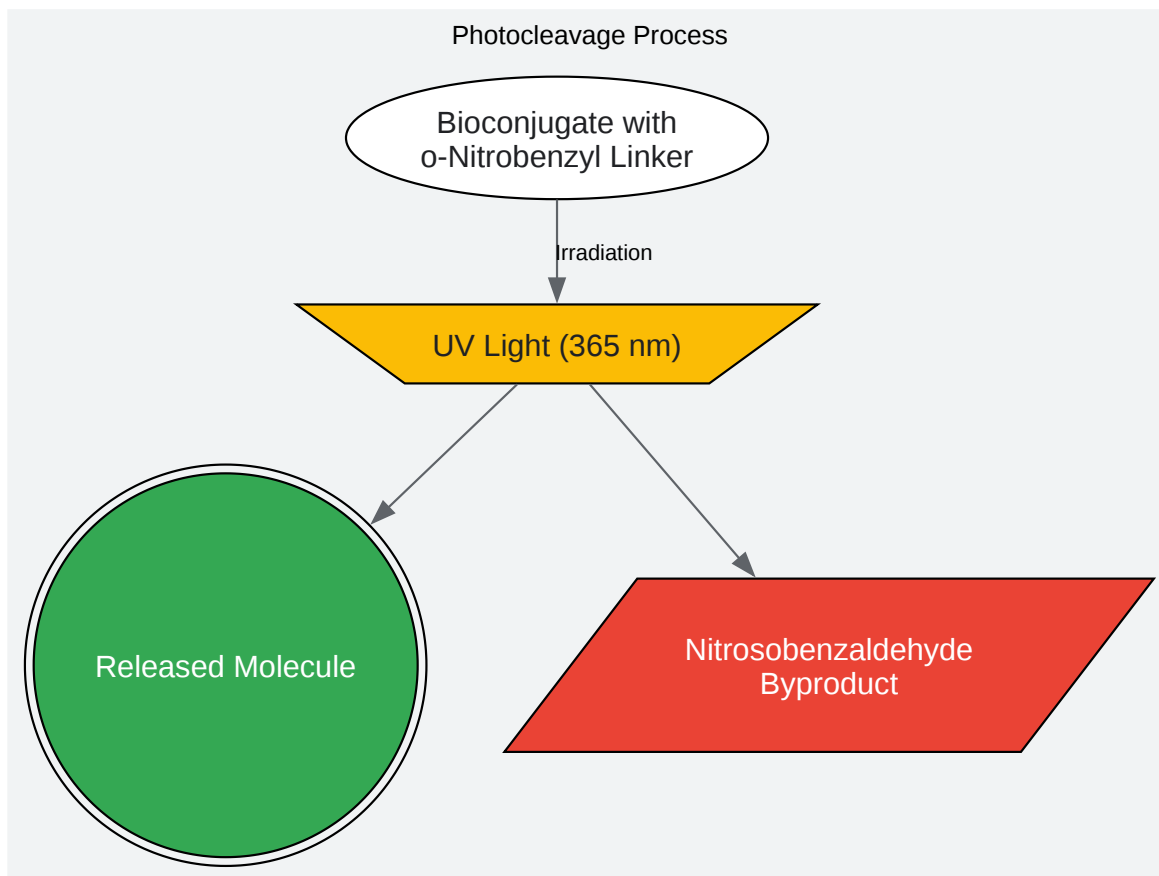 Photocleavage Process
Bioconjugate with
o-Nitrobenzyl Linker
Irradiation
UV Light (365 nm)
Released Molecule
Nitrosobenzaldehyde
Byproduct